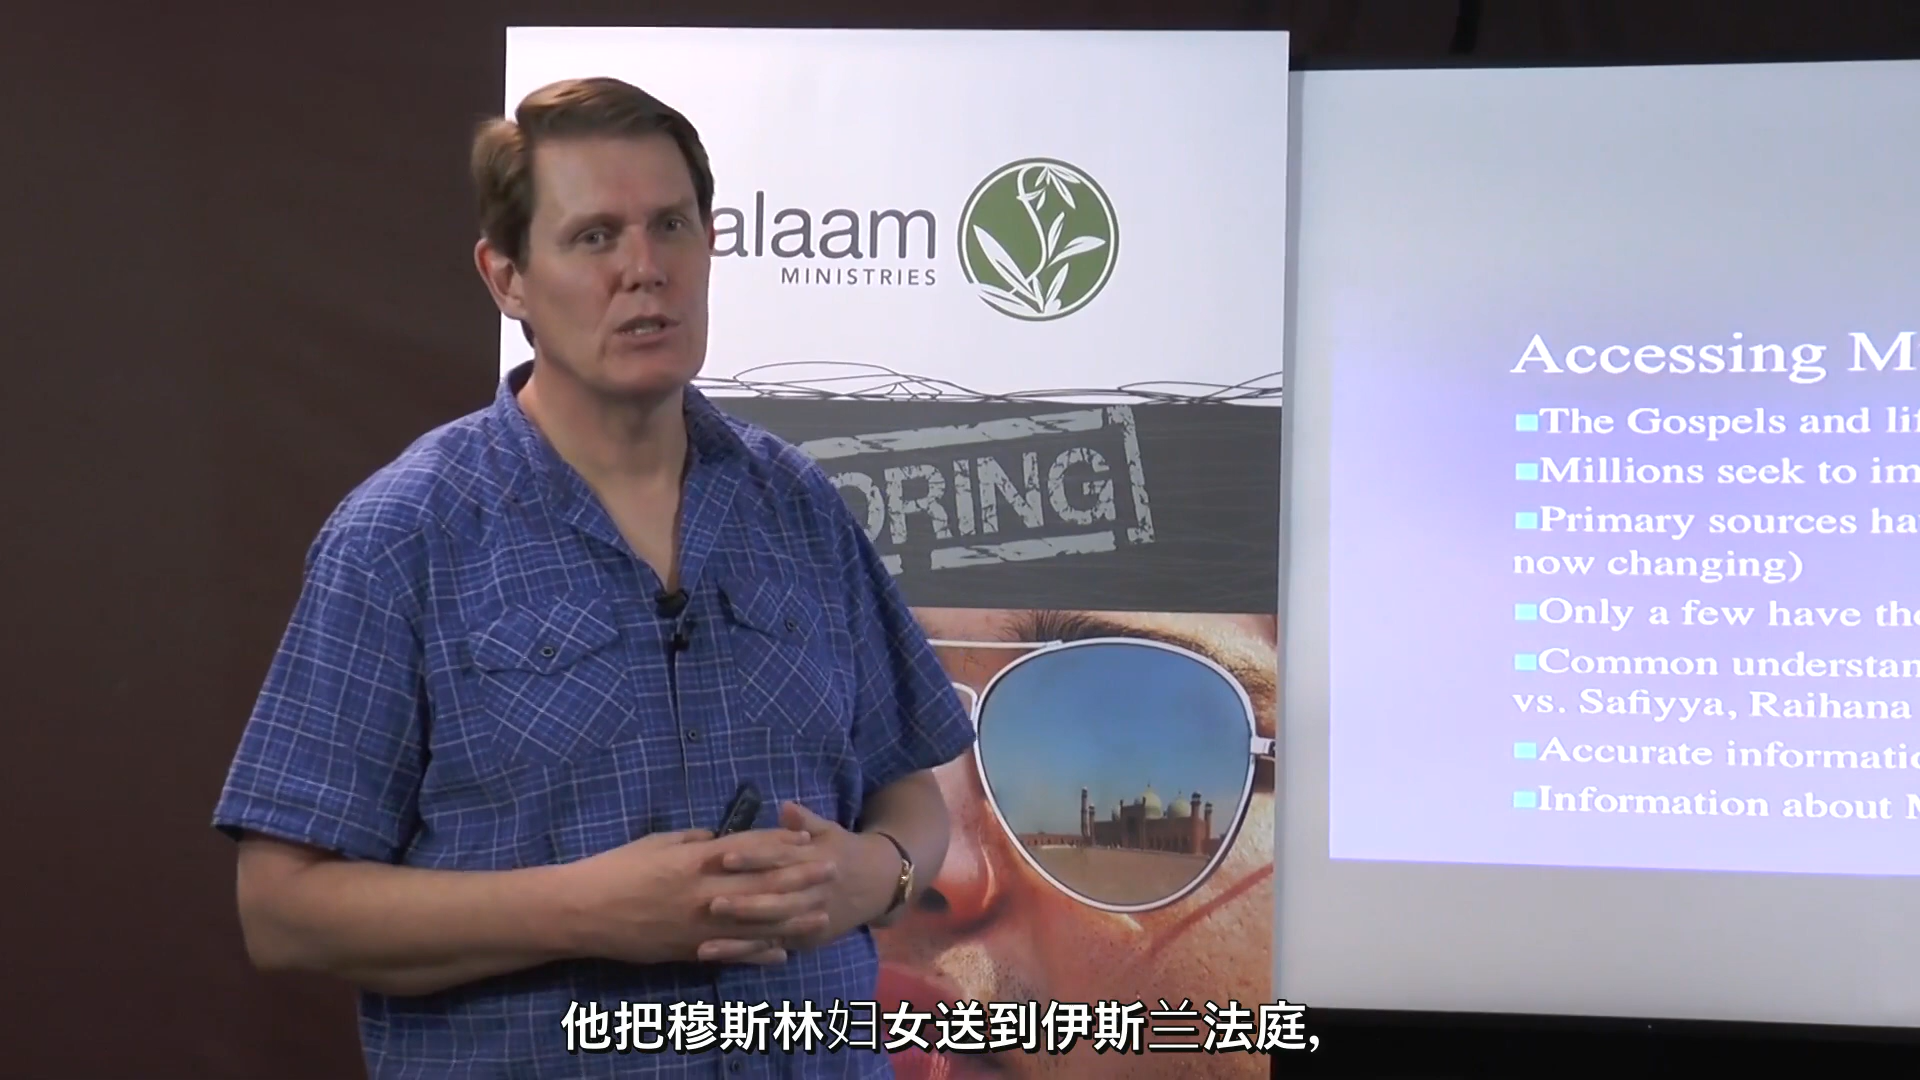 alaam
MINISTRIES
ORING
Accessing M
The Gospels and li
Millions seek to im
Primary sources ha
now changing)
Only a few have the
Common understan
vs. Safiyya, Raihana
Accurate informatio
Information about M
他把穆斯林妇女送到伊斯兰法庭,